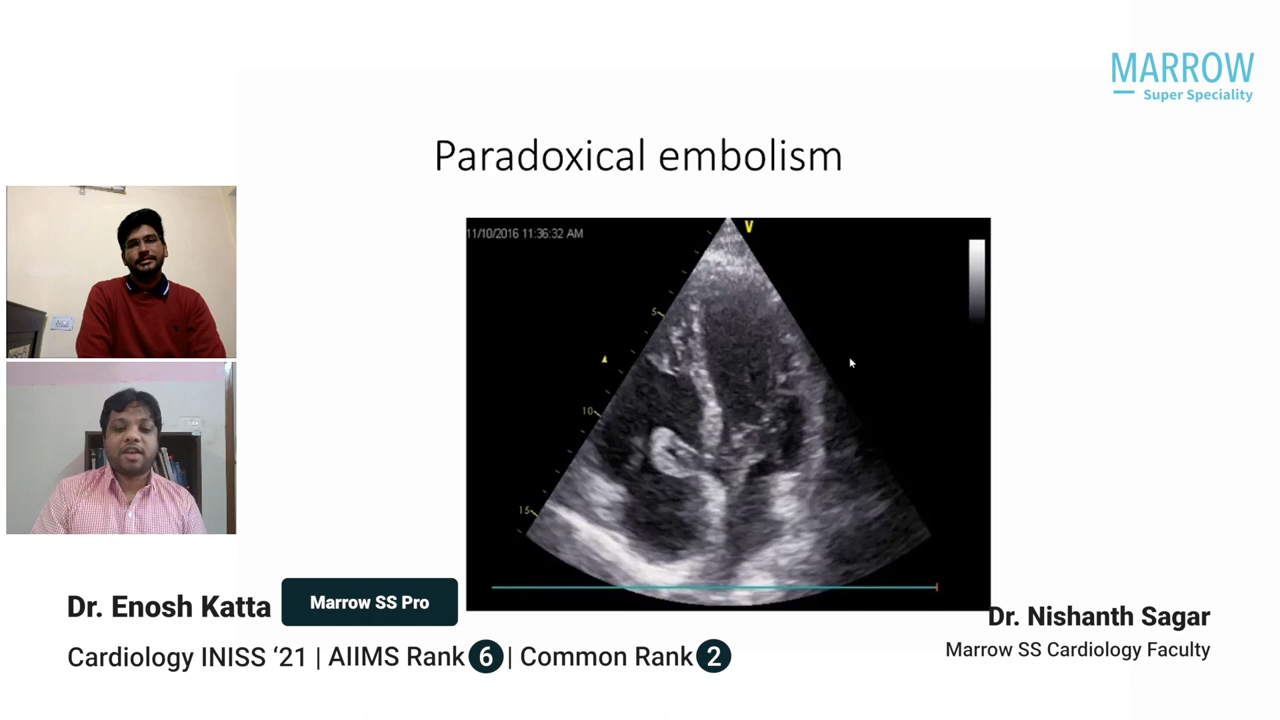 MARROW
Super Speciality
Paradoxical embolism
11/10/2016 11:36:32 AM
V
5
10
15
Dr. Enosh Katta
Marrow SS Pro
Cardiology INISS ‘21 | AIIMS Rank 6 | Common Rank 2
Dr. Nishanth Sagar
Marrow SS Cardiology Faculty